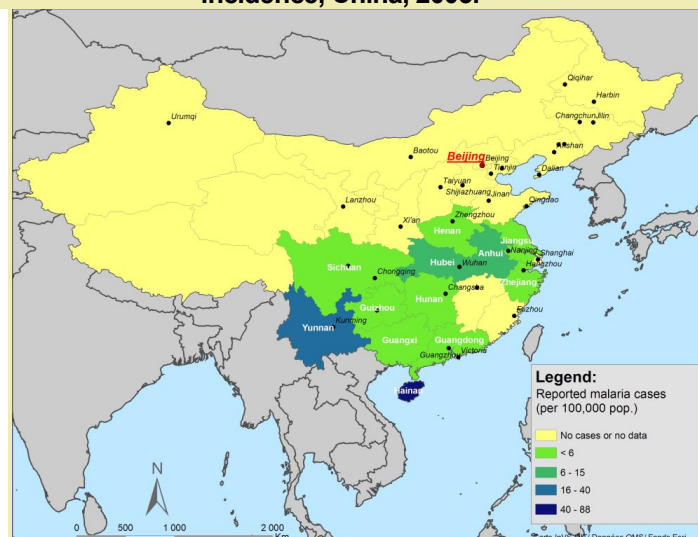 Incidence, China, 2003.
Qiqihar
Harbin
Urumqi
Changchun
Jilin
Anshan
Baotou
Beijing
Beijing
Tianjin
Dalian
Taiyuan
Shijiazhuang
Jinan
Lanzhou
Qingdao
Xi'an
Zhengzhou
Henan
Jiangsu
Nanjing
Shanghai
Anhui
Hubei
Wuhan
Hangzhou
Sichuan
Zhejiang
Chongqing
Changsha
Hunan
Guizhou
Fuzhou
Yunnan
Kunming
Guangxi
Guangdong
Guangzhou
Victoria
Hainan
Legend:
Reported malaria cases
(per 100,000 pop.)
No cases or no data
< 6
6 - 15
16 - 40
40 - 88
N
0 500 1 000 2 000
Km